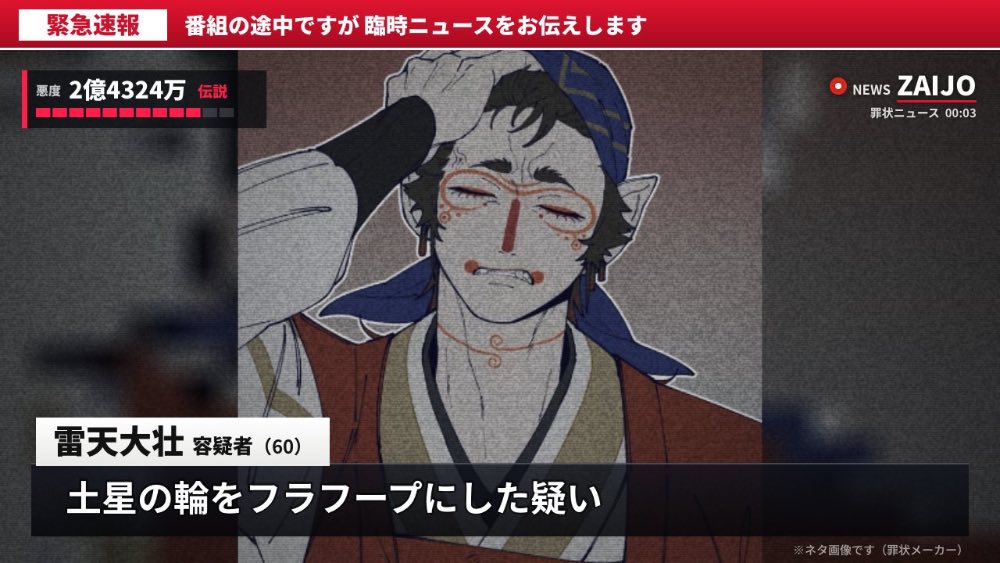 緊急速報 番組の途中ですが 臨時ニュースをお伝えします
悪度 2億4324万 伝説
NEWS ZAIJO
罪状ニュース 00:03
雷天大壮 容疑者（60）
土星の輪をフラフープにした疑い
※ネタ画像です（罪状メーカー）